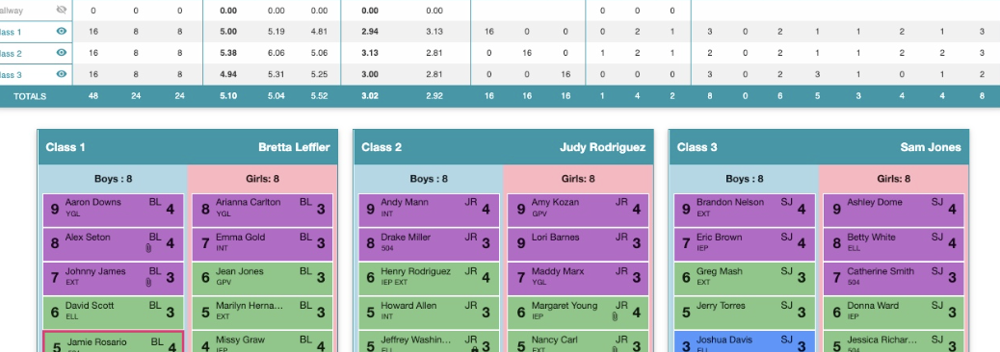 allway 0 0 0 0.00 0.00 0.00 0.00 0.00 0 0 0
lass 1 16 8 8 5.00 5.19 4.81 2.94 3.13 16 0 0 0 2 1 3 0 2 1 1 2 1 3
lass 2 16 8 8 5.38 6.06 5.06 3.13 2.81 0 16 0 1 2 1 2 0 2 1 1 2 2 3
lass 3 16 8 8 4.94 5.31 5.25 3.00 2.81 0 0 16 0 0 0 3 0 2 3 1 0 1 2
TOTALS 48 24 24 5.10 5.04 5.52 3.02 2.92 16 16 16 1 4 2 8 0 6 5 3 4 4 8
Class 1 Bretta Leffler
Boys : 8 Girls: 8
9 Aaron Downs BL 4
YGL
8 Alex Seton BL 4
7 Johnny James BL 3
EXT
6 David Scott BL 3
ELL
5 Jamie Rosario BL 4
8 Arianna Carlton BL 3
YGL
7 Emma Gold BL 3
INT
6 Jean Jones BL 3
GPV
5 Marilyn Herna... BL 3
EXT
4 Missy Graw BL 4
IEP
Class 2 Judy Rodriguez
Boys : 8 Girls: 8
9 Andy Mann JR 4
INT
8 Drake Miller JR 3
504
6 Henry Rodriguez JR 4
IEP EXT
5 Howard Allen JR 3
INT
5 Jeffrey Washin... JR 3
ELL
9 Amy Kozan JR 4
GPV
9 Lori Barnes JR 3
7 Maddy Marx JR 3
YGL
6 Margaret Young JR 4
IEP
5 Nancy Carl JR 3
EXT
Class 3 Sam Jones
Boys : 8 Girls: 8
9 Brandon Nelson SJ 4
EXT
7 Eric Brown SJ 4
IEP
6 Greg Mash SJ 3
EXT
5 Jerry Torres SJ 3
3 Joshua Davis SJ 3
ELL
9 Ashley Dome SJ 4
8 Betty White SJ 4
ELL
7 Catherine Smith SJ 3
504
6 Donna Ward SJ 3
IEP
5 Jessica Richar... SJ 3
504